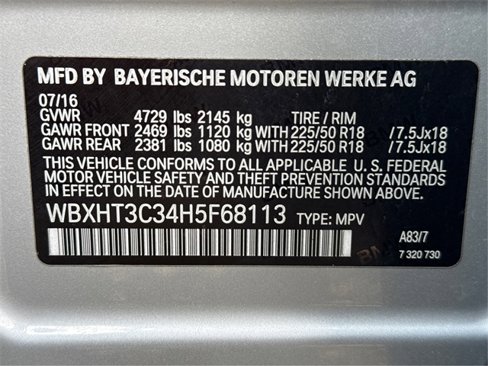 MFD BY BAYERISCHE MOTOREN WERKE AG
07/16
GVWR 4729 lbs 2145 kg TIRE / RIM
GAWR FRONT 2469 lbs 1120 kg WITH 225/50 R18 / 7.5Jx18
GAWR REAR 2381 lbs 1080 kg WITH 225/50 R18 / 7.5Jx18
THIS VEHICLE CONFORMS TO ALL APPLICABLE U.S. FEDERAL
MOTOR VEHICLE SAFETY AND THEFT PREVENTION STANDARDS
IN EFFECT ON THE DATE OF MANUFACTURE SHOWN ABOVE.
WBXHT3C34H5F68113 TYPE: MPV
A83/7
7 320 730